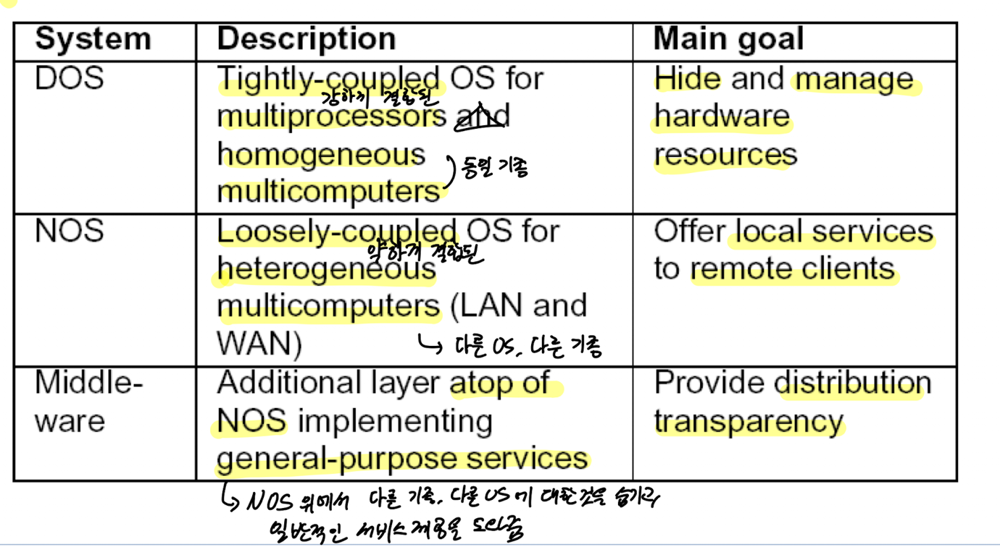 System Description Main goal
DOS Tightly-coupled OS for Hide and manage
강하게 결합된
multiprocessors and hardware
homogeneous resources
동일 기종
multicomputers
NOS Loosely-coupled OS for Offer local services
약하게 결합된
heterogeneous to remote clients
multicomputers (LAN and
WAN) 다른 OS, 다른 기종
Middle- Additional layer atop of Provide distribution
ware NOS implementing transparency
general-purpose services
NOS 위에서 다른 기종, 다른 OS에 대한것을 숨기고
일반적인 서비스 제공을 도와줌